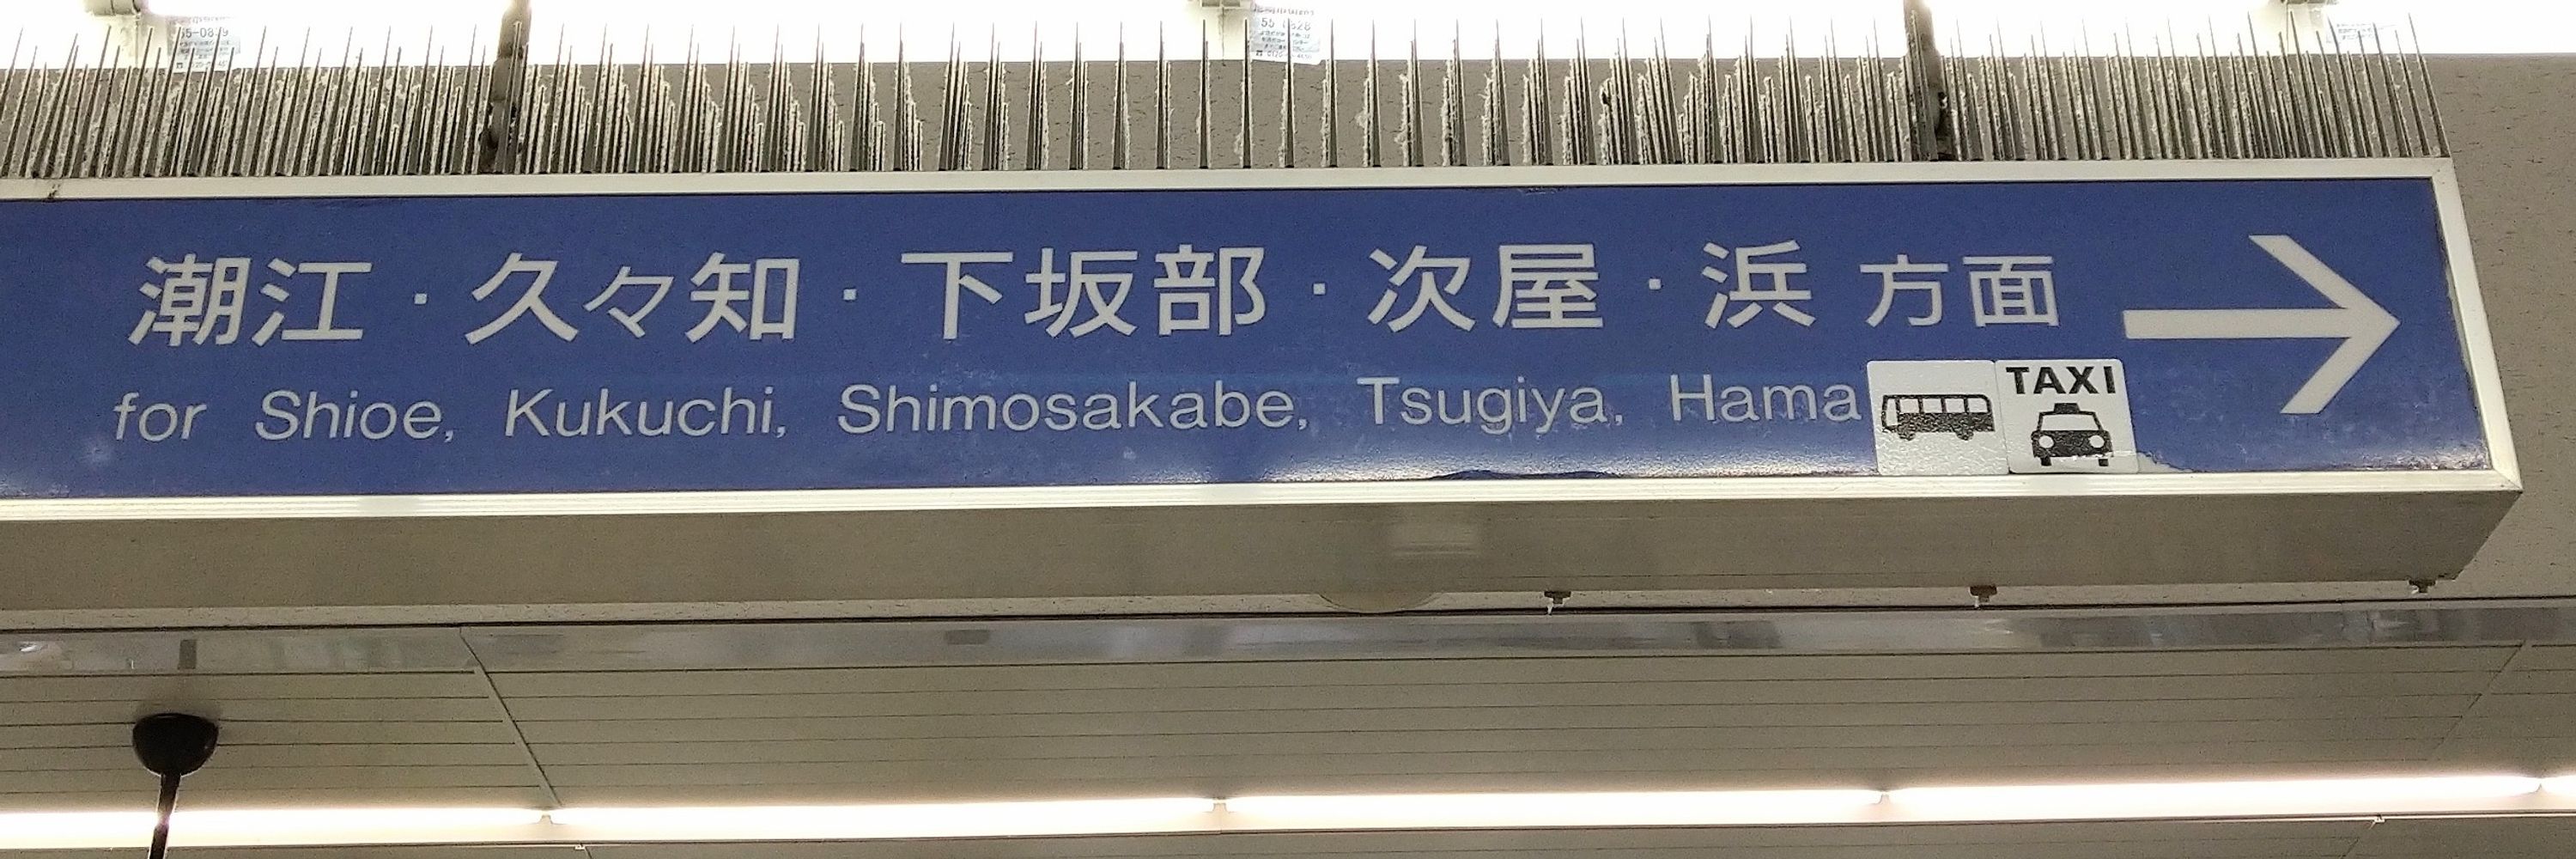 潮江・久々知・下坂部・次屋・浜 方面
for Shioe, Kukuchi, Shimosakabe, Tsugiya, Hama
TAXI